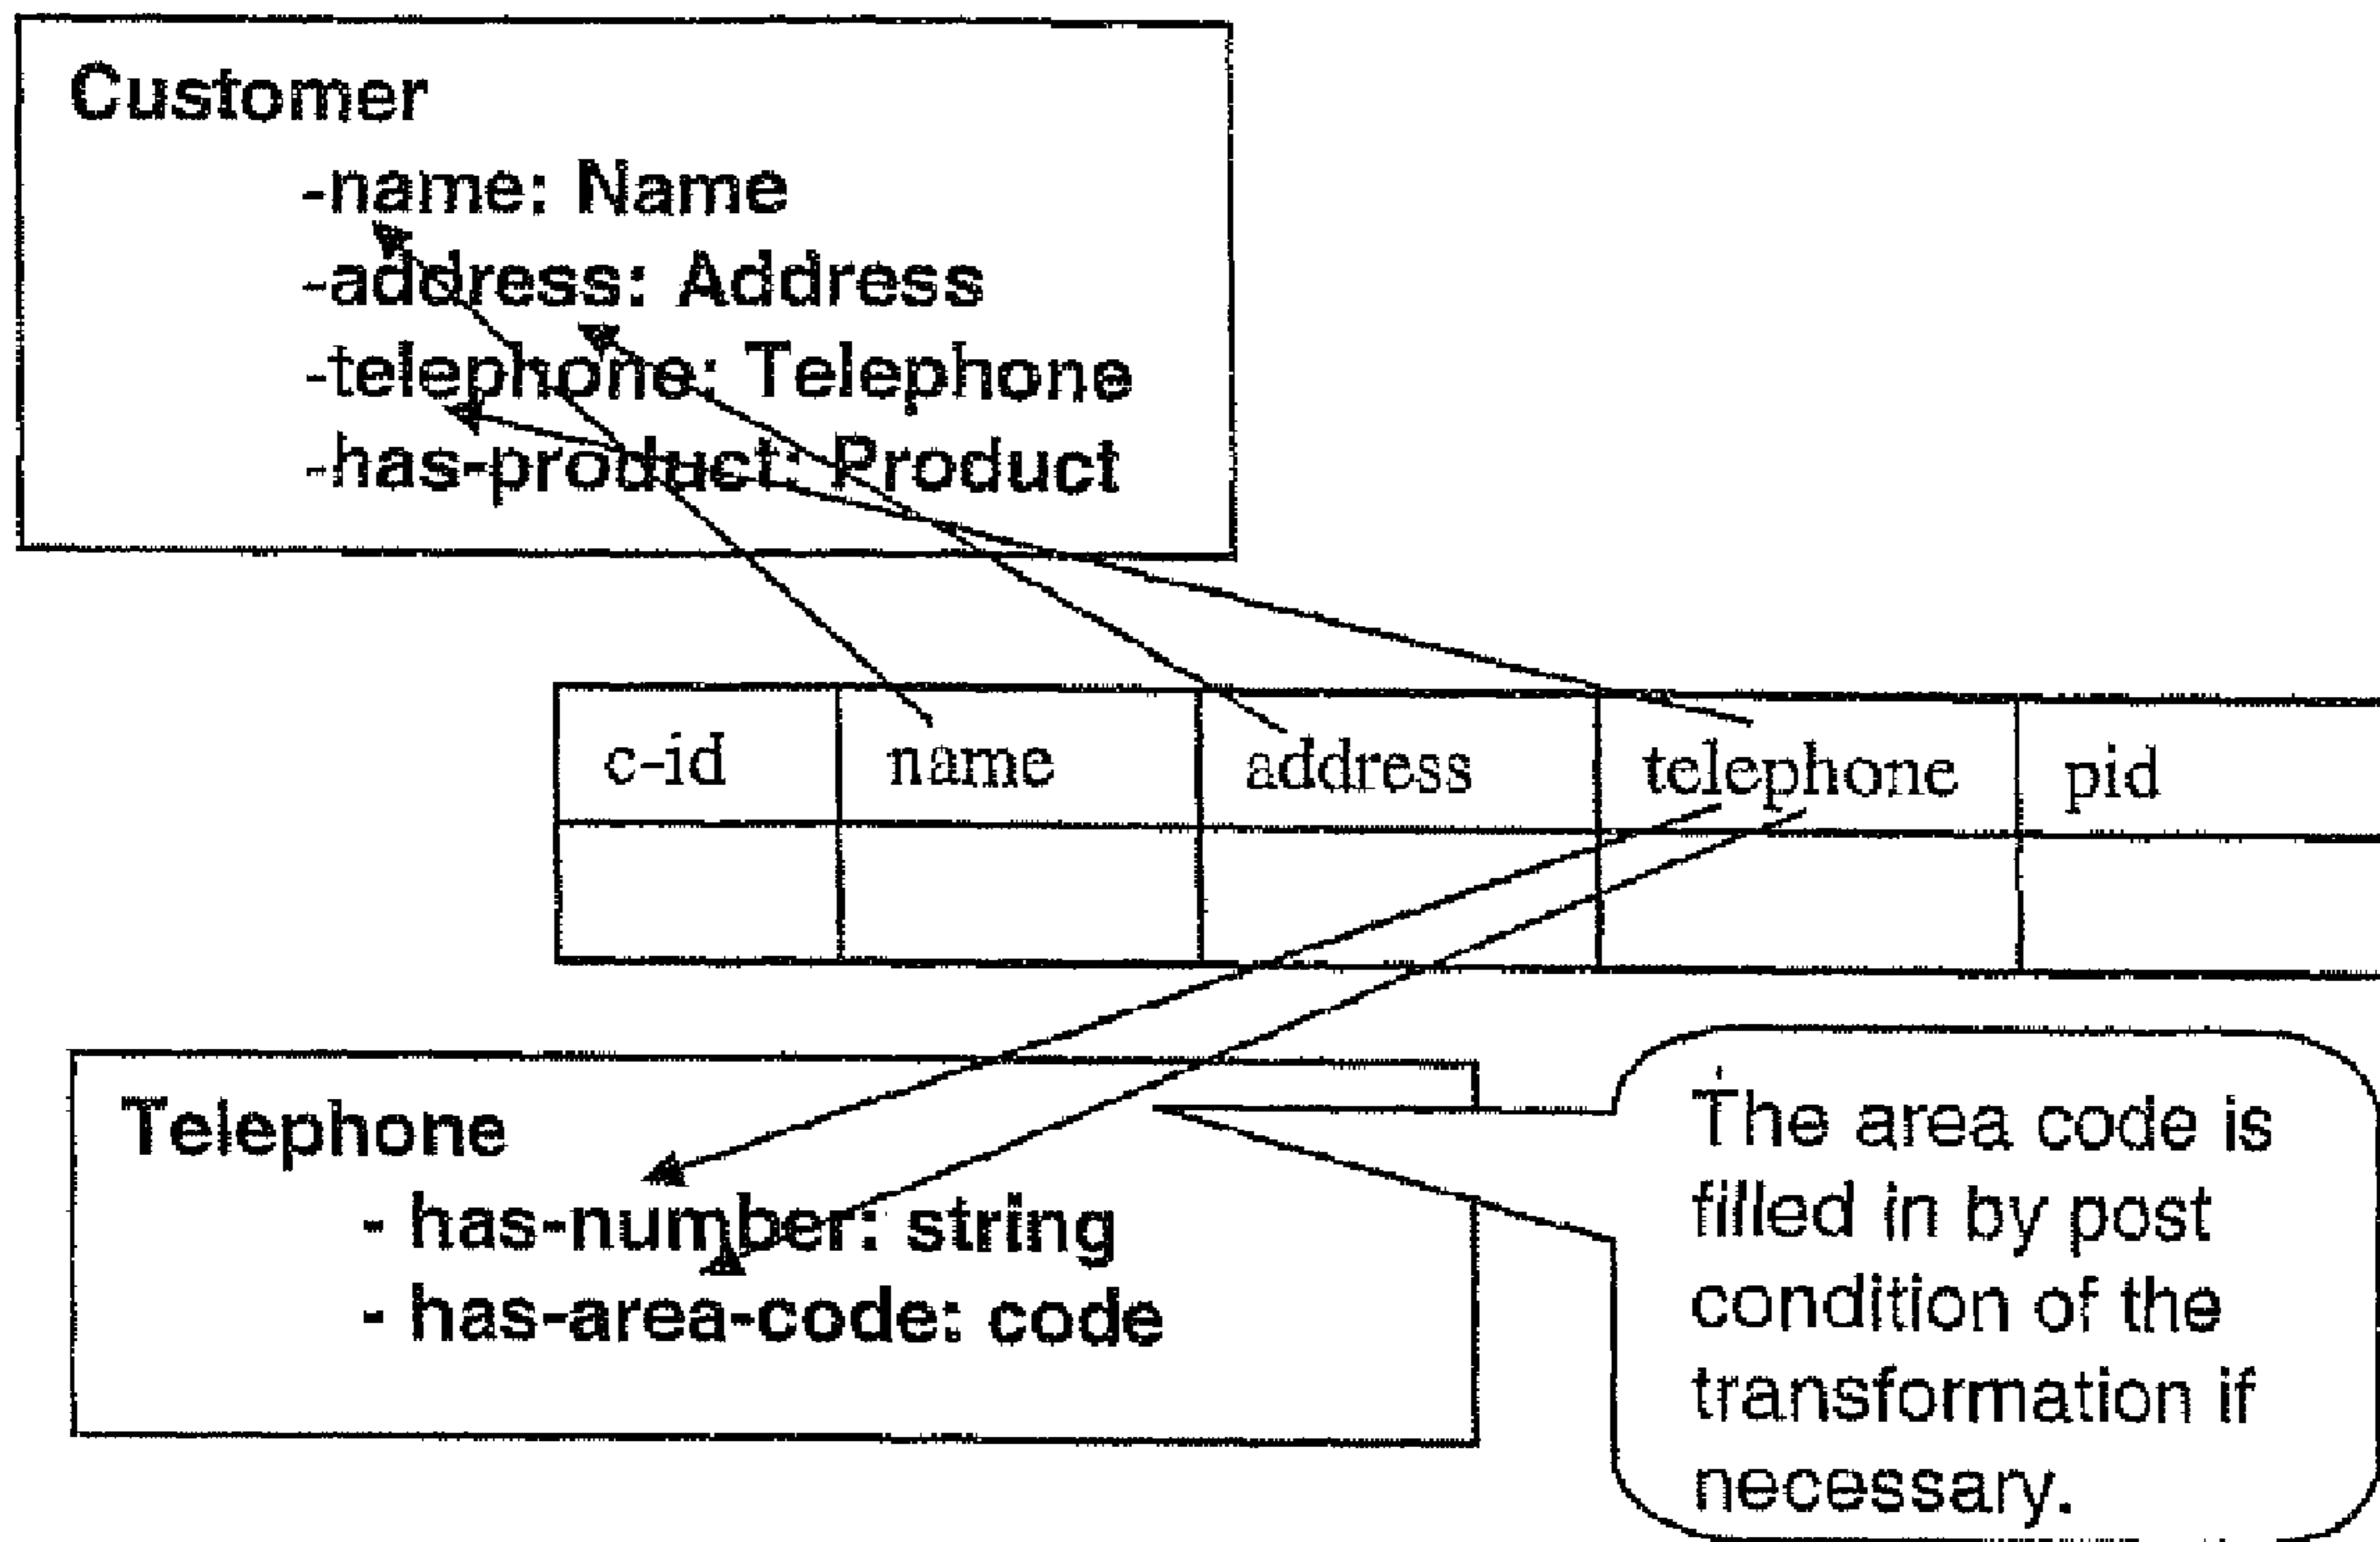 Customer
-name: Name
-address: Address
-telephone: Telephone
-has-product: Product
c-id name address telephone pid
Telephone
- has-number: string
- has-area-code: code
The area code is
filled in by post
condition of the
transformation if
necessary.